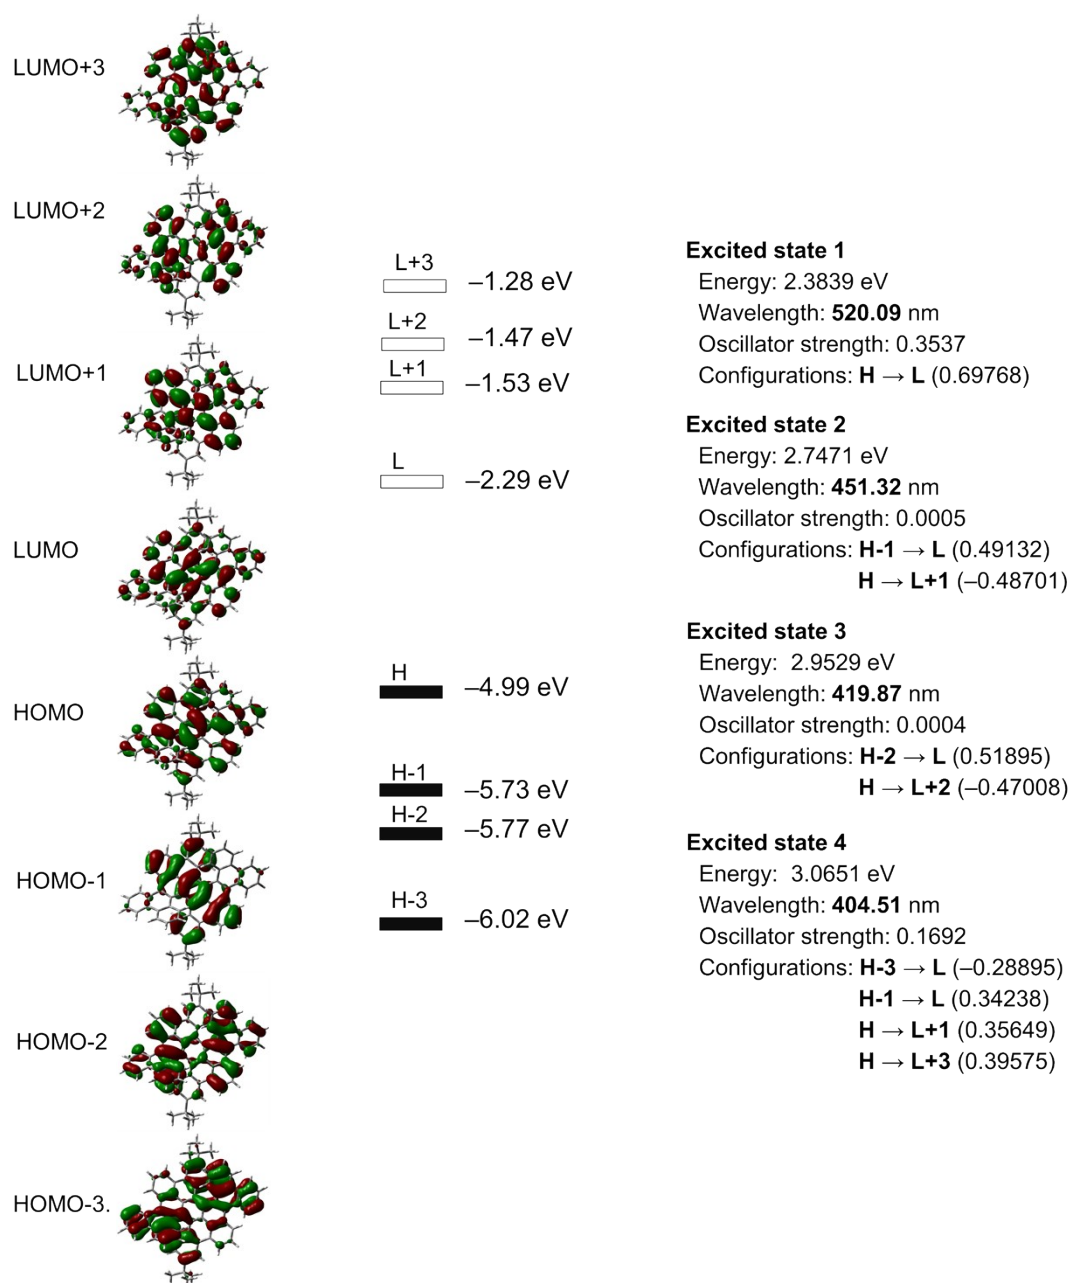 LUMO+3
LUMO+2
LUMO+1
LUMO
HOMO
HOMO-1
HOMO-2
HOMO-3.
L+3
–1.28 eV
L+2
–1.47 eV
L+1
–1.53 eV
L
–2.29 eV
H
–4.99 eV
H-1
–5.73 eV
H-2
–5.77 eV
H-3
–6.02 eV
Excited state 1
Energy: 2.3839 eV
Wavelength: 520.09 nm
Oscillator strength: 0.3537
Configurations: H → L (0.69768)
Excited state 2
Energy: 2.7471 eV
Wavelength: 451.32 nm
Oscillator strength: 0.0005
Configurations: H-1 → L (0.49132)
H → L+1 (–0.48701)
Excited state 3
Energy: 2.9529 eV
Wavelength: 419.87 nm
Oscillator strength: 0.0004
Configurations: H-2 → L (0.51895)
H → L+2 (–0.47008)
Excited state 4
Energy: 3.0651 eV
Wavelength: 404.51 nm
Oscillator strength: 0.1692
Configurations: H-3 → L (–0.28895)
H-1 → L (0.34238)
H → L+1 (0.35649)
H → L+3 (0.39575)